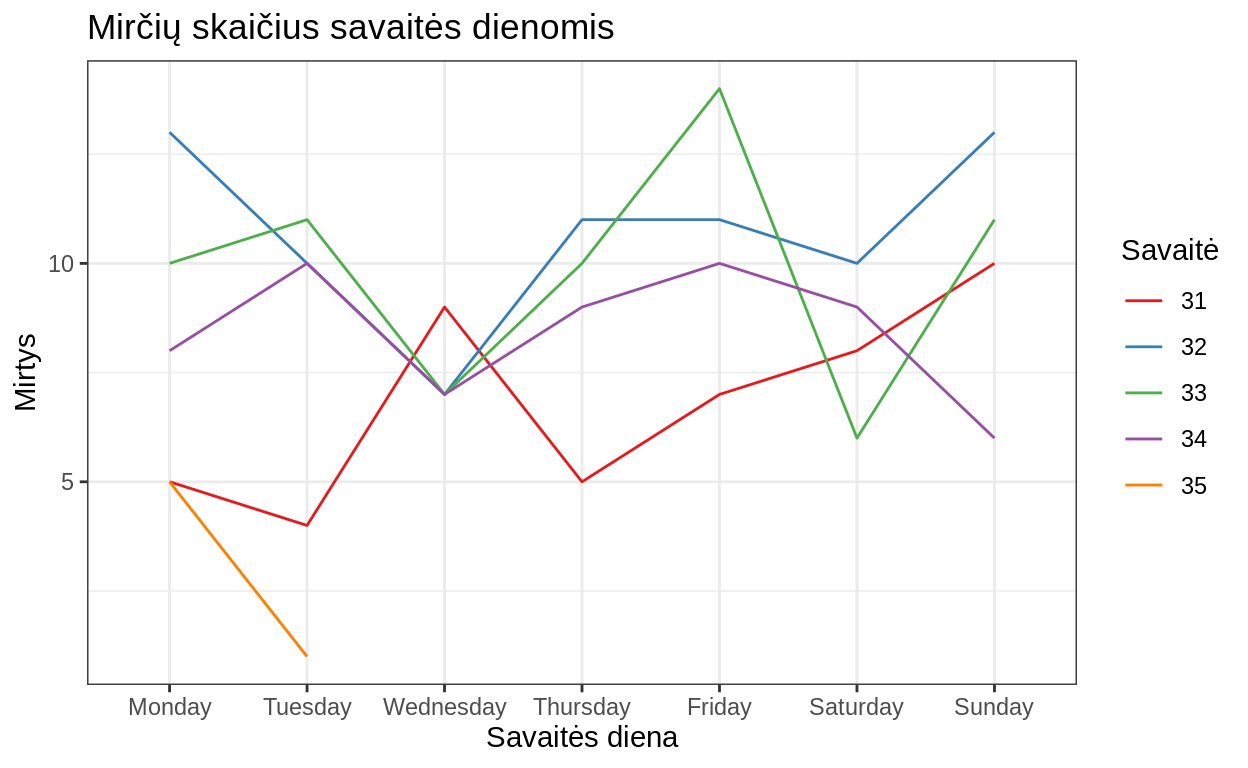 Mirčių skaičius savaitės dienomis
Mirtys
10
5
Monday Tuesday Wednesday Thursday Friday Saturday Sunday
Savaitės diena
Savaitė
31
32
33
34
35